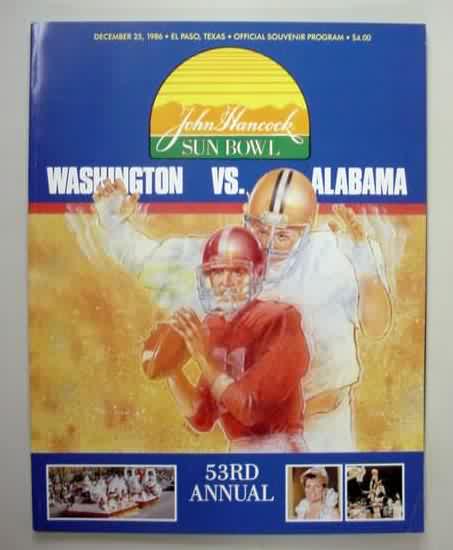 DECEMBER 25, 1986 • EL PASO, TEXAS • OFFICIAL SOUVENIR PROGRAM • $4.00
John Hancock
SUN BOWL
WASHINGTON VS. ALABAMA
11
53RD
ANNUAL